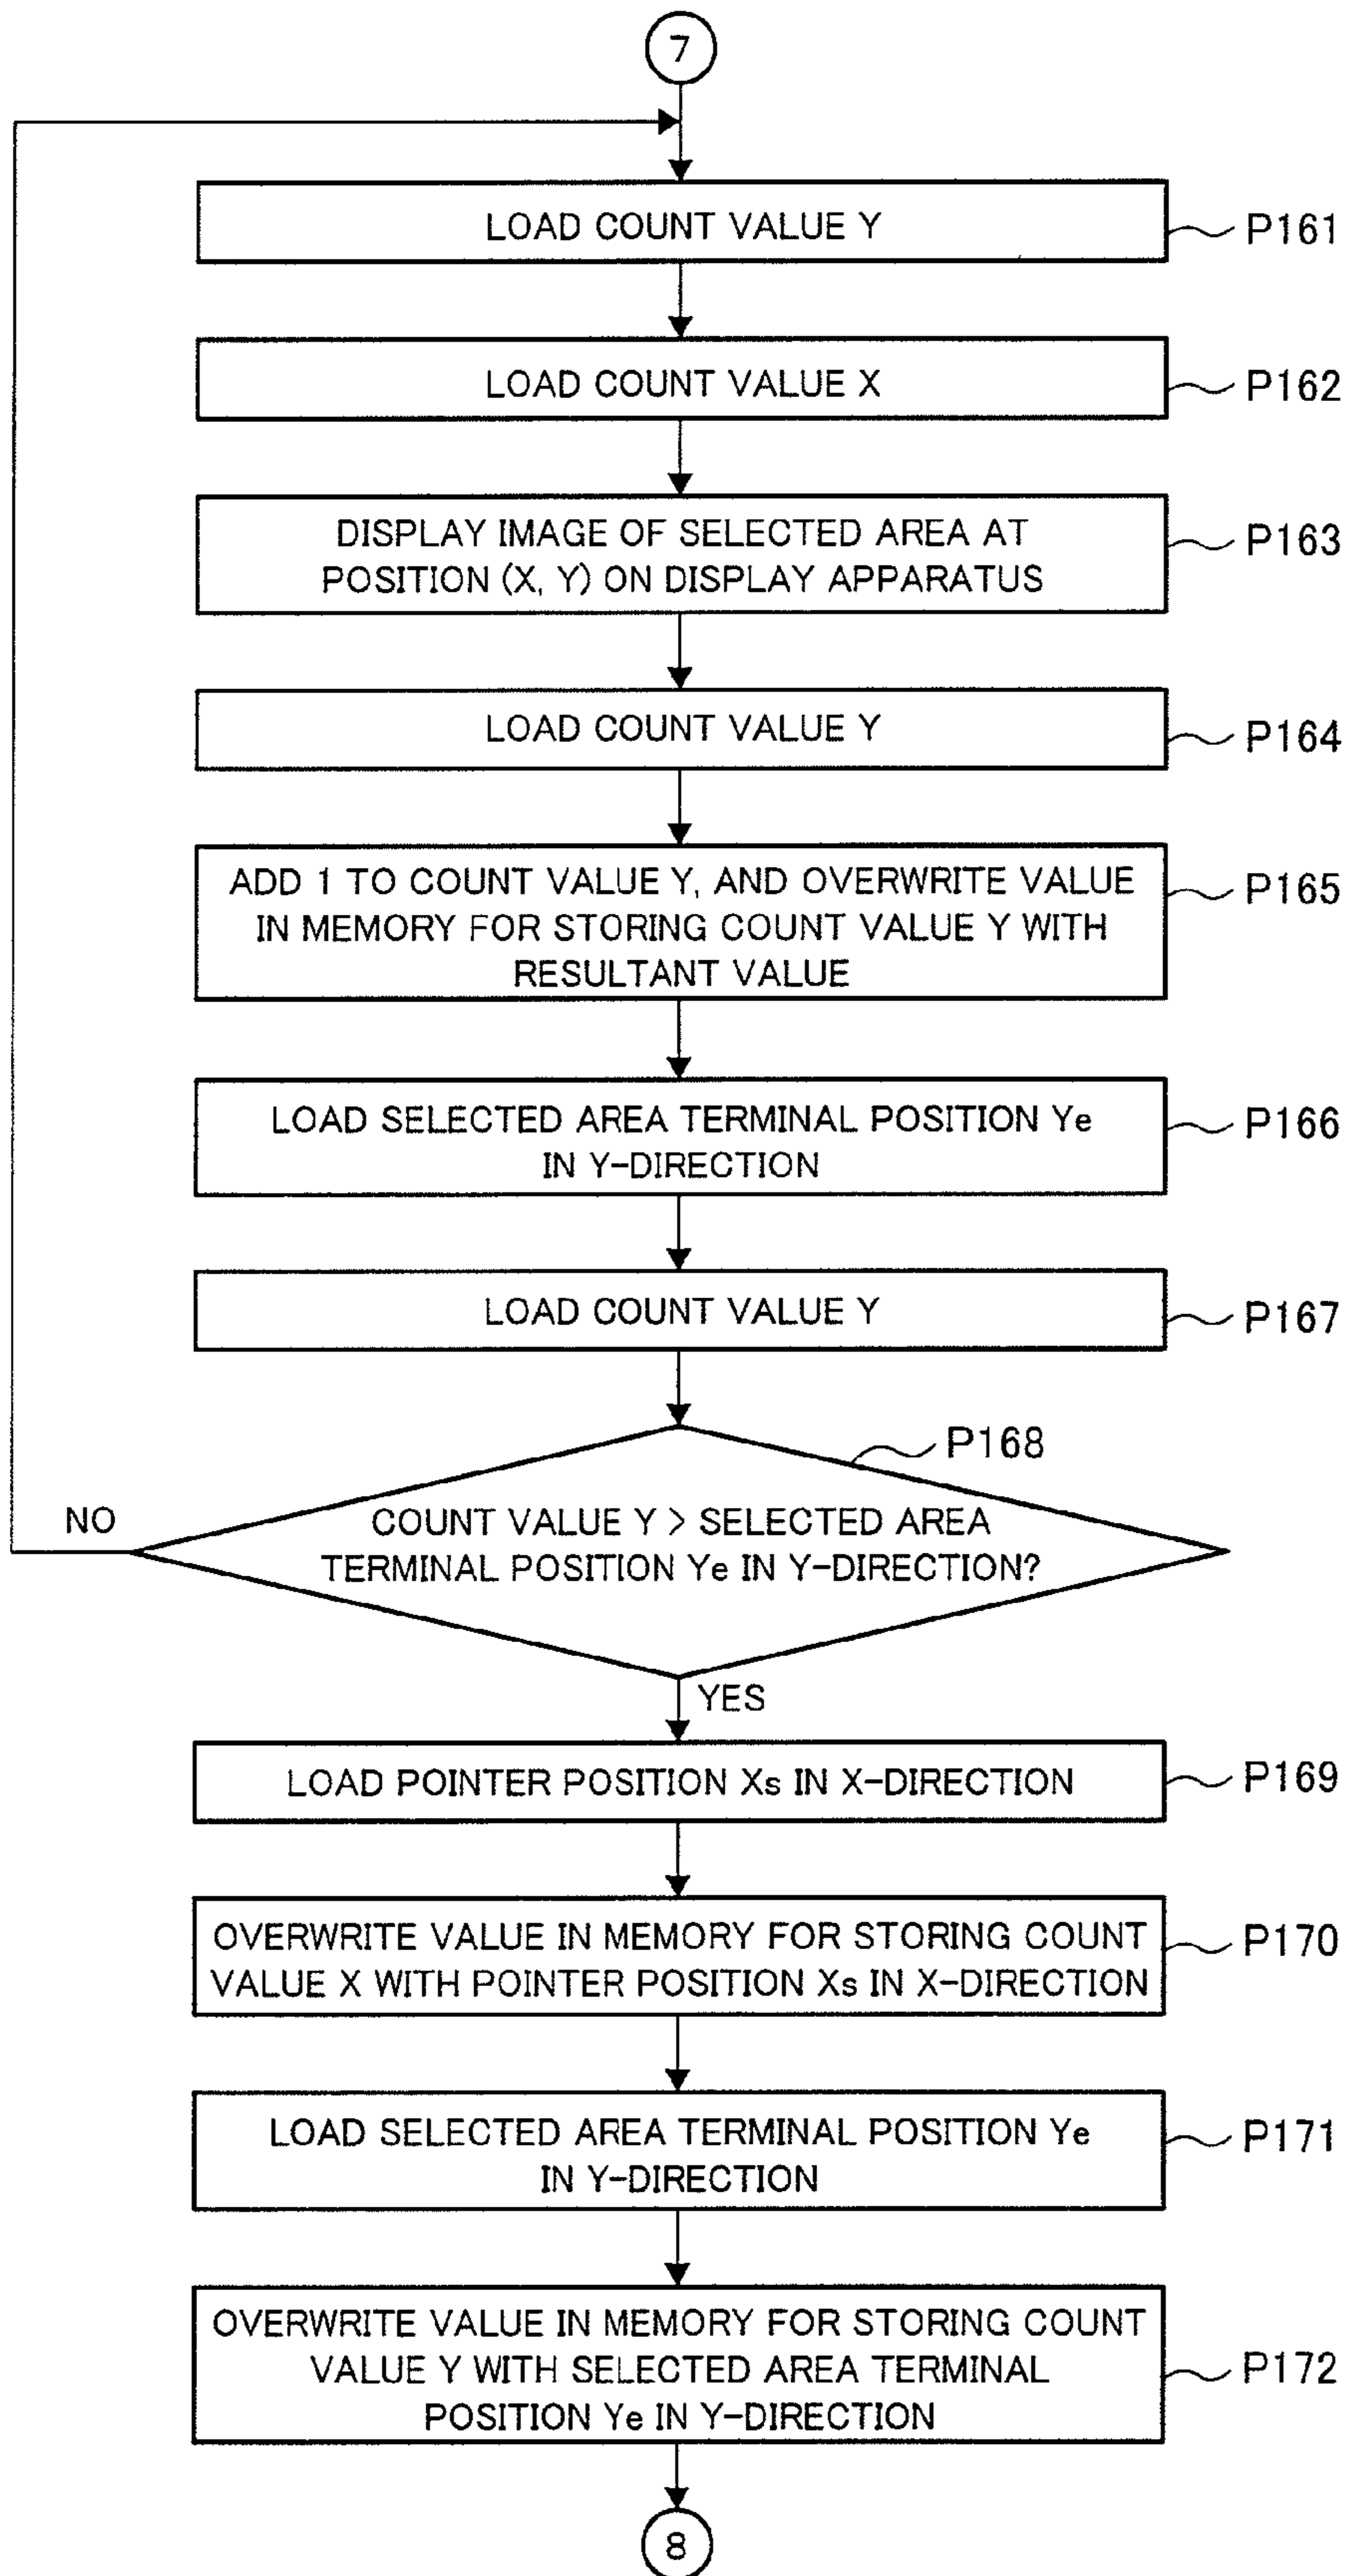 7
LOAD COUNT VALUE Y
P161
LOAD COUNT VALUE X
P162
DISPLAY IMAGE OF SELECTED AREA AT
POSITION (X, Y) ON DISPLAY APPARATUS
P163
LOAD COUNT VALUE Y
P164
ADD 1 TO COUNT VALUE Y, AND OVERWRITE VALUE
IN MEMORY FOR STORING COUNT VALUE Y WITH
RESULTANT VALUE
P165
LOAD SELECTED AREA TERMINAL POSITION Ye
IN Y-DIRECTION
P166
LOAD COUNT VALUE Y
P167
P168
NO
COUNT VALUE Y > SELECTED AREA
TERMINAL POSITION Ye IN Y-DIRECTION?
YES
LOAD POINTER POSITION Xs IN X-DIRECTION
P169
OVERWRITE VALUE IN MEMORY FOR STORING COUNT
VALUE X WITH POINTER POSITION Xs IN X-DIRECTION
P170
LOAD SELECTED AREA TERMINAL POSITION Ye
IN Y-DIRECTION
P171
OVERWRITE VALUE IN MEMORY FOR STORING COUNT
VALUE Y WITH SELECTED AREA TERMINAL
POSITION Ye IN Y-DIRECTION
P172
8